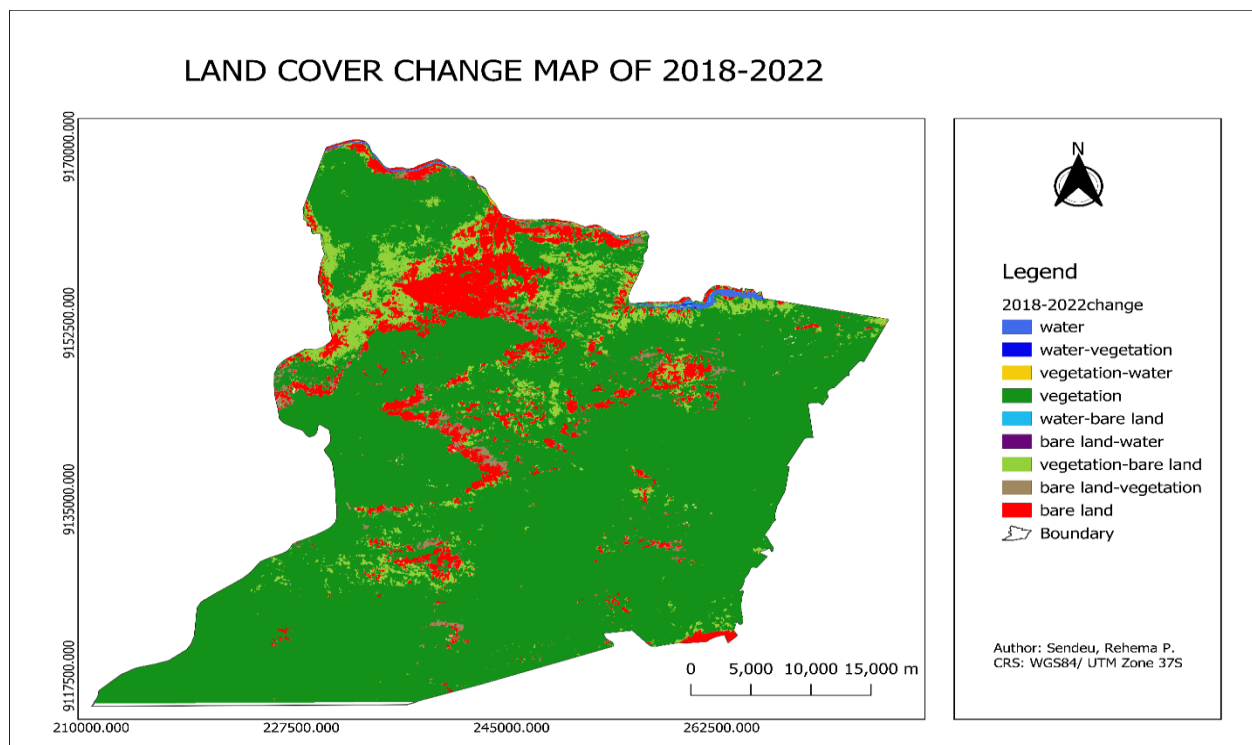 LAND COVER CHANGE MAP OF 2018-2022
9170000.000
9152500.000
9135000.000
9117500.000
210000.000
227500.000
245000.000
262500.000
0 5,000 10,000 15,000 m
N
Legend
2018-2022change
water
water-vegetation
vegetation-water
vegetation
water-bare land
bare land-water
vegetation-bare land
bare land-vegetation
bare land
Boundary
Author: Sendeu, Rehema P.
CRS: WGS84/ UTM Zone 37S